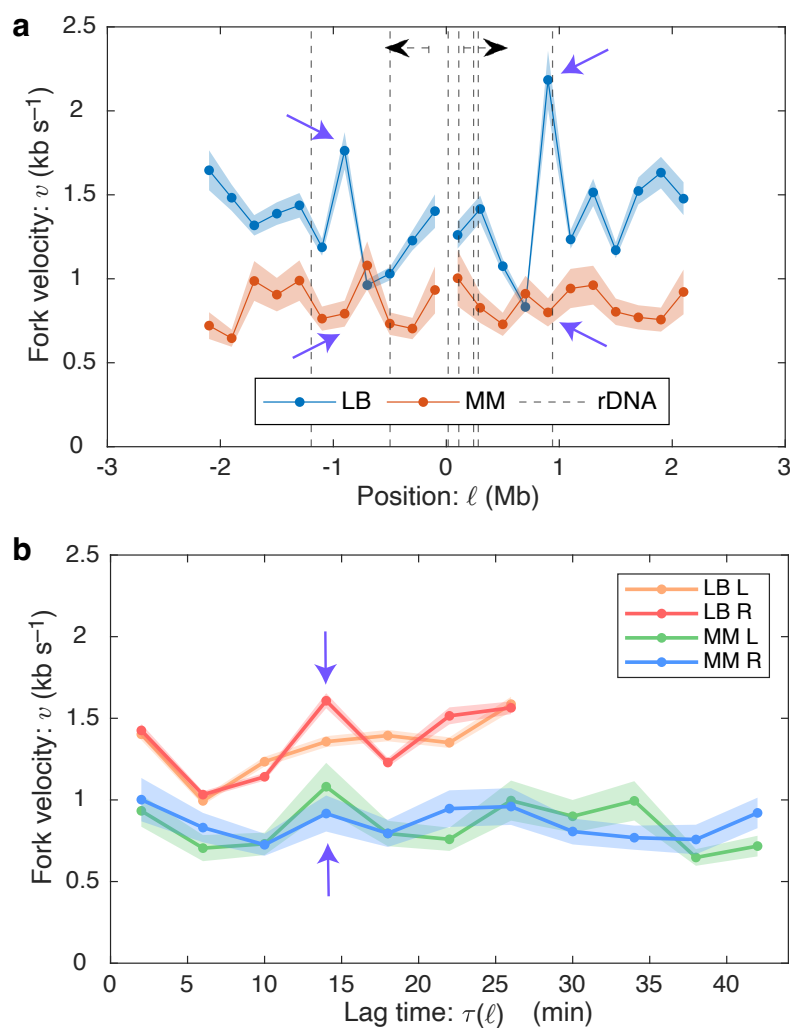 a
Fork velocity: v (kb s⁻¹)
2.5
2
1.5
1
0.5
0
LB
MM
rDNA
-3
-2
-1
0
1
2
3
Position: ℓ (Mb)
b
Fork velocity: v (kb s⁻¹)
2.5
2
1.5
1
0.5
0
LB L
LB R
MM L
MM R
0
5
10
15
20
25
30
35
40
Lag time: τ(ℓ) (min)